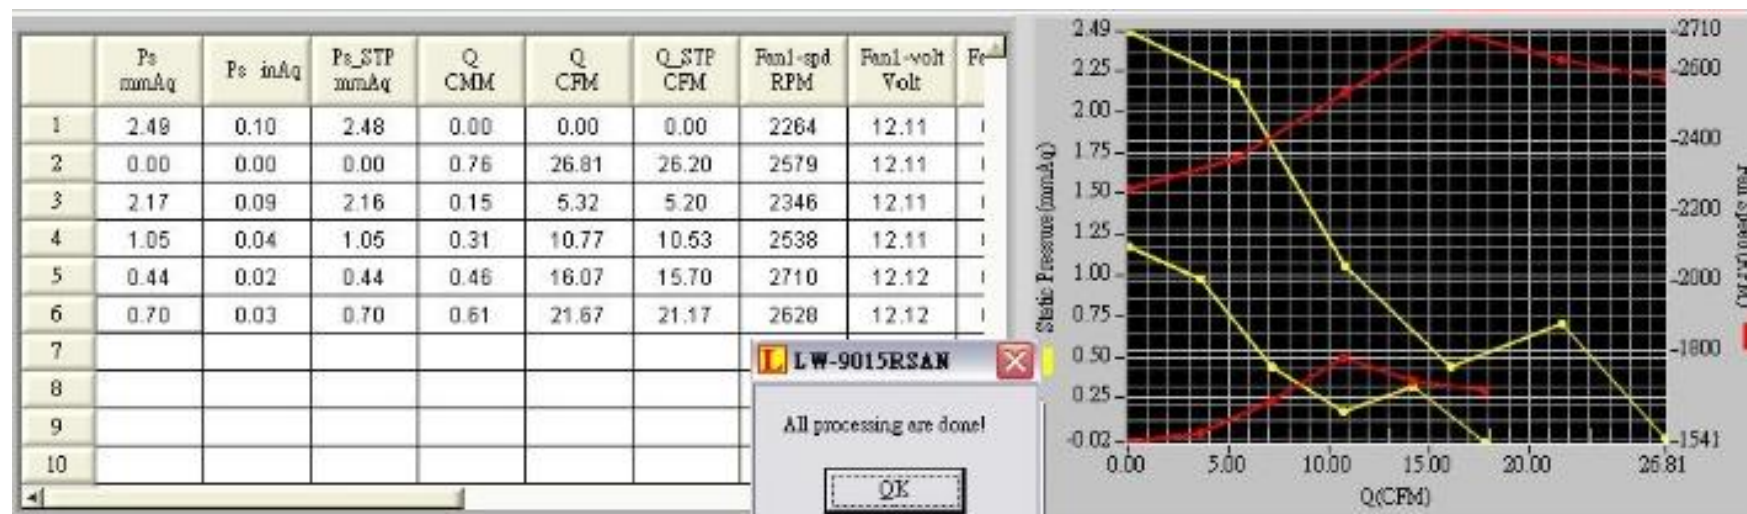 Ps mmAq Ps inAq Ps_STP mmAq Q CMM Q CFM Q_STP CFM Fan1-spd RPM Fan1-volt Volt
1 2.49 0.10 2.48 0.00 0.00 0.00 2264 12.11
2 0.00 0.00 0.00 0.76 26.81 26.20 2579 12.11
3 2.17 0.09 2.16 0.15 5.32 5.20 2346 12.11
4 1.05 0.04 1.05 0.31 10.77 10.53 2538 12.11
5 0.44 0.02 0.44 0.46 16.07 15.70 2710 12.12
6 0.70 0.03 0.70 0.61 21.67 21.17 2628 12.12
7
8
9
10
LW-9015RSAN
All processing are done!
OK
Static Pressure(mmAq)
2.49
2.25
2.00
1.75
1.50
1.25
1.00
0.75
0.50
0.25
-0.02
0.00 5.00 10.00 15.00 20.00 26.81
Q(CFM)
-2710
-2600
-2400
-2200
-2000
-1800
-1541